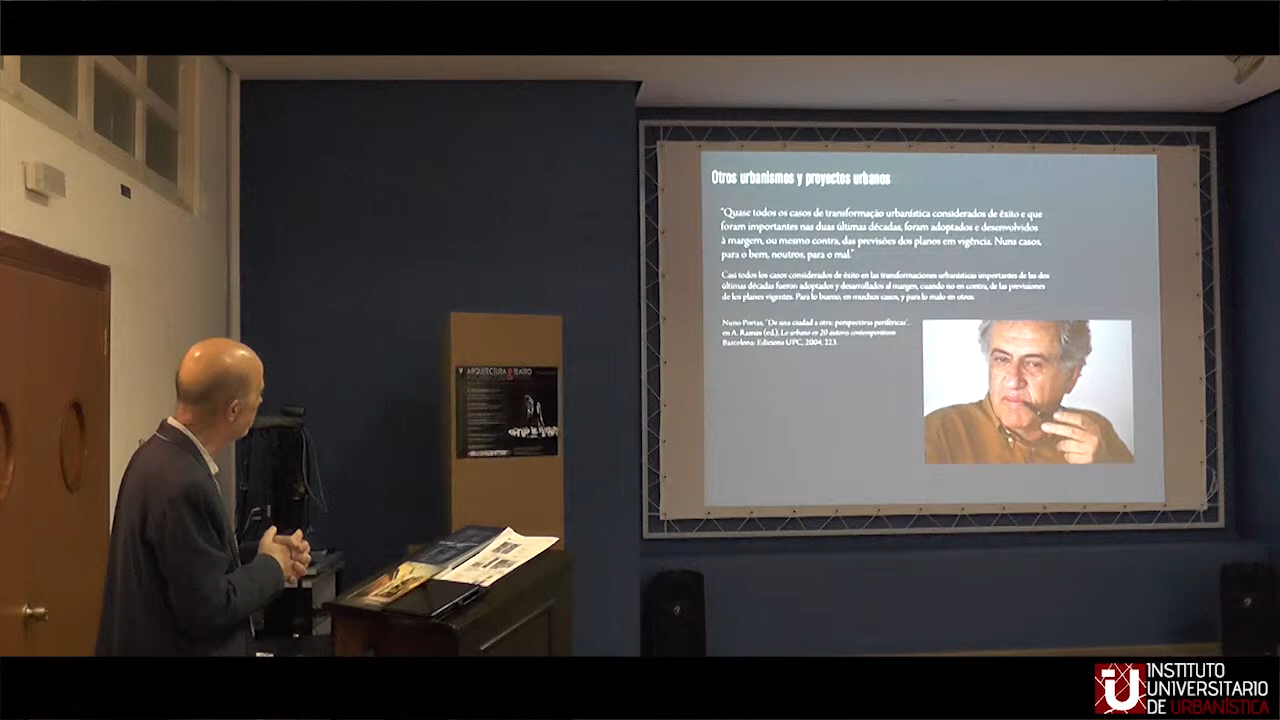 Otros urbanismos y proyectos urbanos
"Quase todos os casos de transformação urbanística considerados de êxito e que
foram importantes nas duas últimas décadas, foram adoptados e desenvolvidos
à margem, ou mesmo contra, das previsões dos planos em vigência. Nuns casos,
para o bem, noutros, para o mal."
Casi todos los casos considerados de éxito en las transformaciones urbanísticas importantes de las dos
últimas décadas fueron adoptados y desarrollados al margen, cuando no en contra, de las previsiones
de los planes vigentes. Para lo bueno, en muchos casos, y para lo malo en otros.
Nuno Portas, "De una ciudad a otra: perspectivas periféricas".
en A. Ramos (ed.). Lo urbano en 20 autores contemporáneos
Barcelona: Edicions UPC, 2004, 223.
V ARQUITECTURA TEATRO
INSTITUTO
UNIVERSITARIO
DE URBANÍSTICA